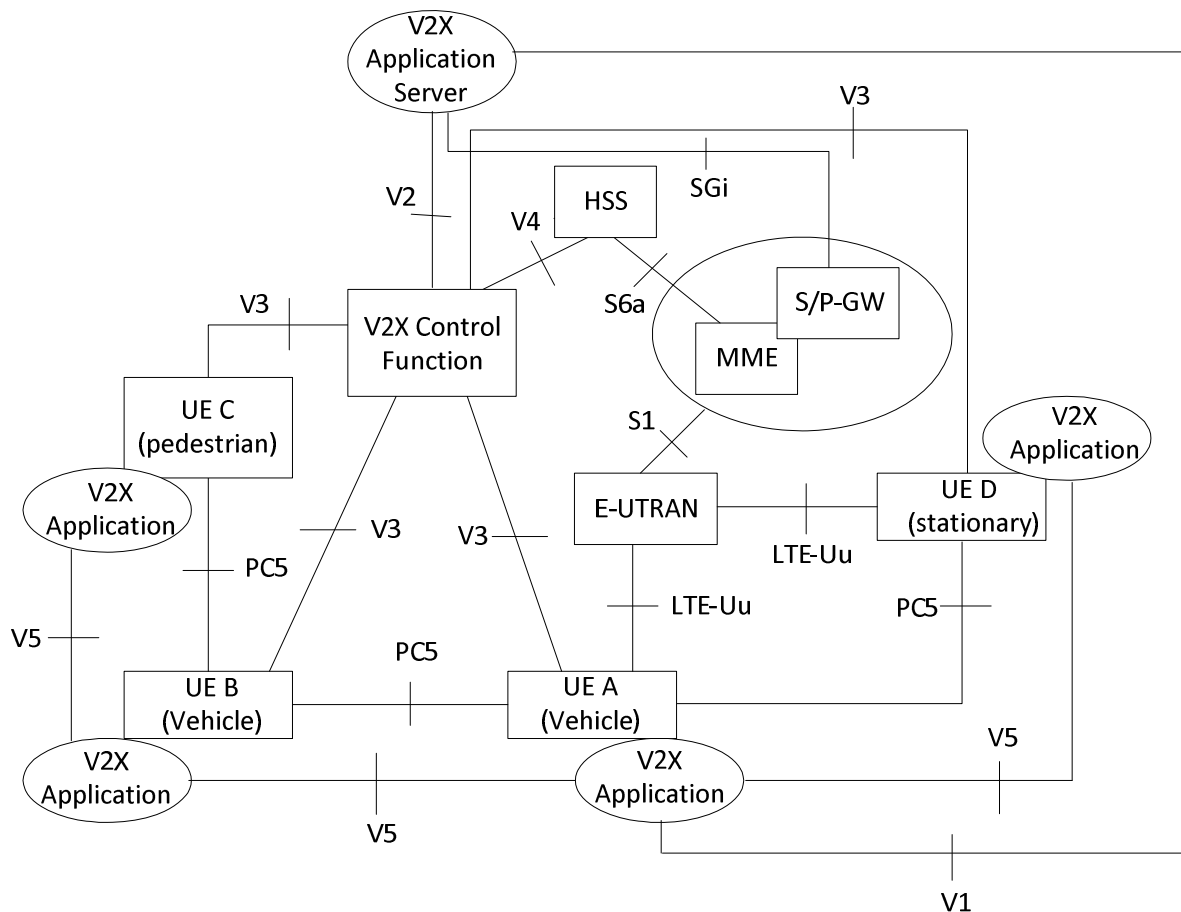 V2X
Application
Server
V3
SGi
HSS
V2
V4
S/P-GW
S6a
V3
V2X Control
Function
MME
UE C
(pedestrian)
S1
V2X
Application
V2X
Application
E-UTRAN
UE D
(stationary)
V3
V3
LTE-Uu
PC5
LTE-Uu
PC5
V5
PC5
UE B
(Vehicle)
UE A
(Vehicle)
V5
V2X
Application
V2X
Application
V5
V1